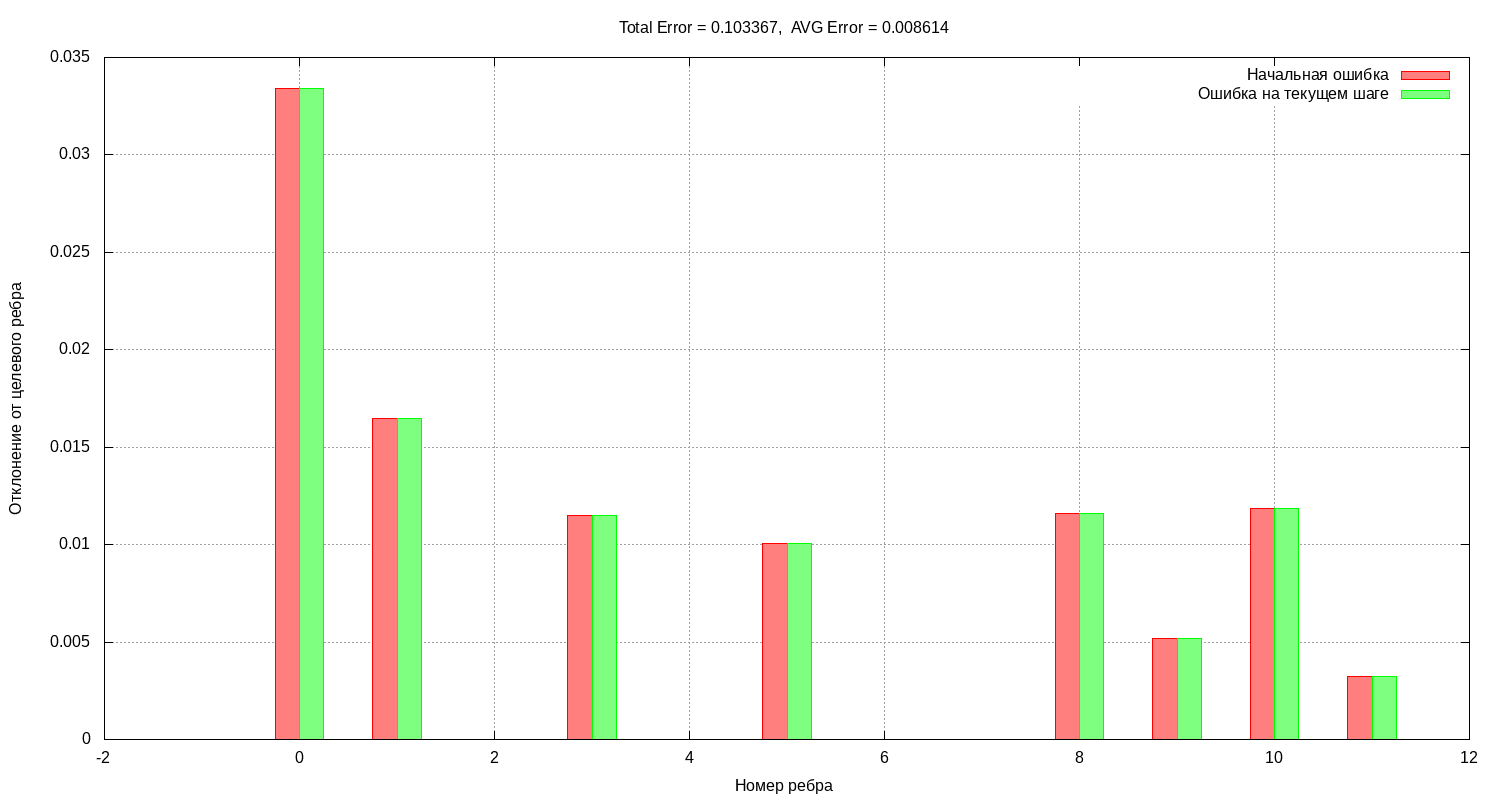 Total Error = 0.103367,  AVG Error = 0.008614
Начальная ошибка
Ошибка на текущем шаге
0.035
0.03
0.025
0.02
0.015
0.01
0.005
0
Отклонение от целевого ребра
-2 0 2 4 6 8 10 12
Номер ребра